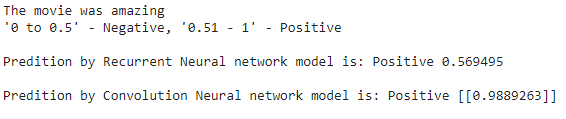 The movie was amazing
'0 to 0.5' - Negative, '0.51 - 1' - Positive
Predition by Recurrent Neural network model is: Positive 0.569495
Predition by Convolution Neural network model is: Positive [[0.9889263]]